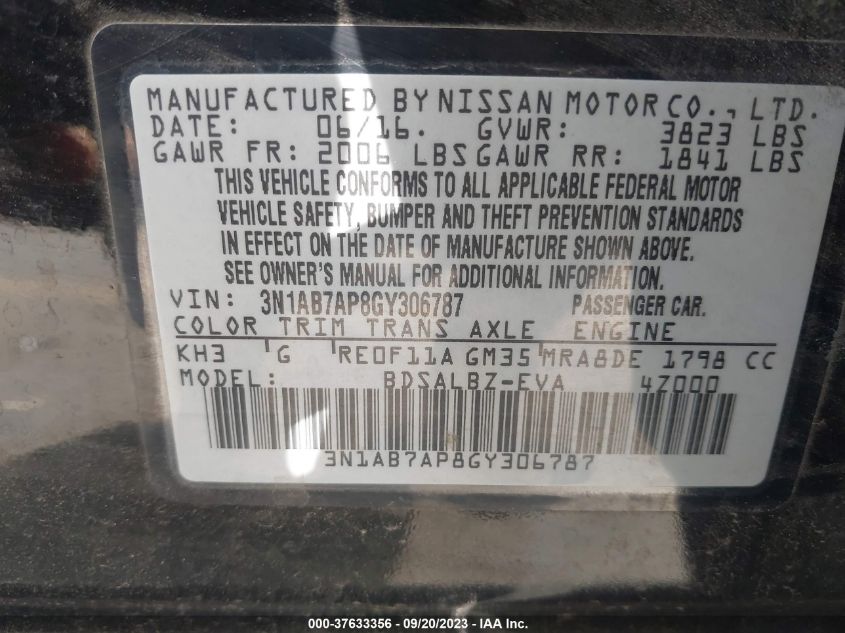 MANUFACTURED BY NISSAN MOTOR CO., LTD.
DATE: 06/16. GVWR: 3823 LBS
GAWR FR: 2006 LBS GAWR RR: 1841 LBS
THIS VEHICLE CONFORMS TO ALL APPLICABLE FEDERAL MOTOR
VEHICLE SAFETY, BUMPER AND THEFT PREVENTION STANDARDS
IN EFFECT ON THE DATE OF MANUFACTURE SHOWN ABOVE.
SEE OWNER'S MANUAL FOR ADDITIONAL INFORMATION.
VIN: 3N1AB7AP8GY306787 PASSENGER CAR.
COLOR TRIM TRANS AXLE ENGINE
KH3 'G 'RE0F11A GM35 'MRA8DE 1798 CC
MODEL: BDSALBZ-EVA 4Z000
3N1AB7AP8GY306787
000-37633356 — 09/20/2023 — IAA Inc.